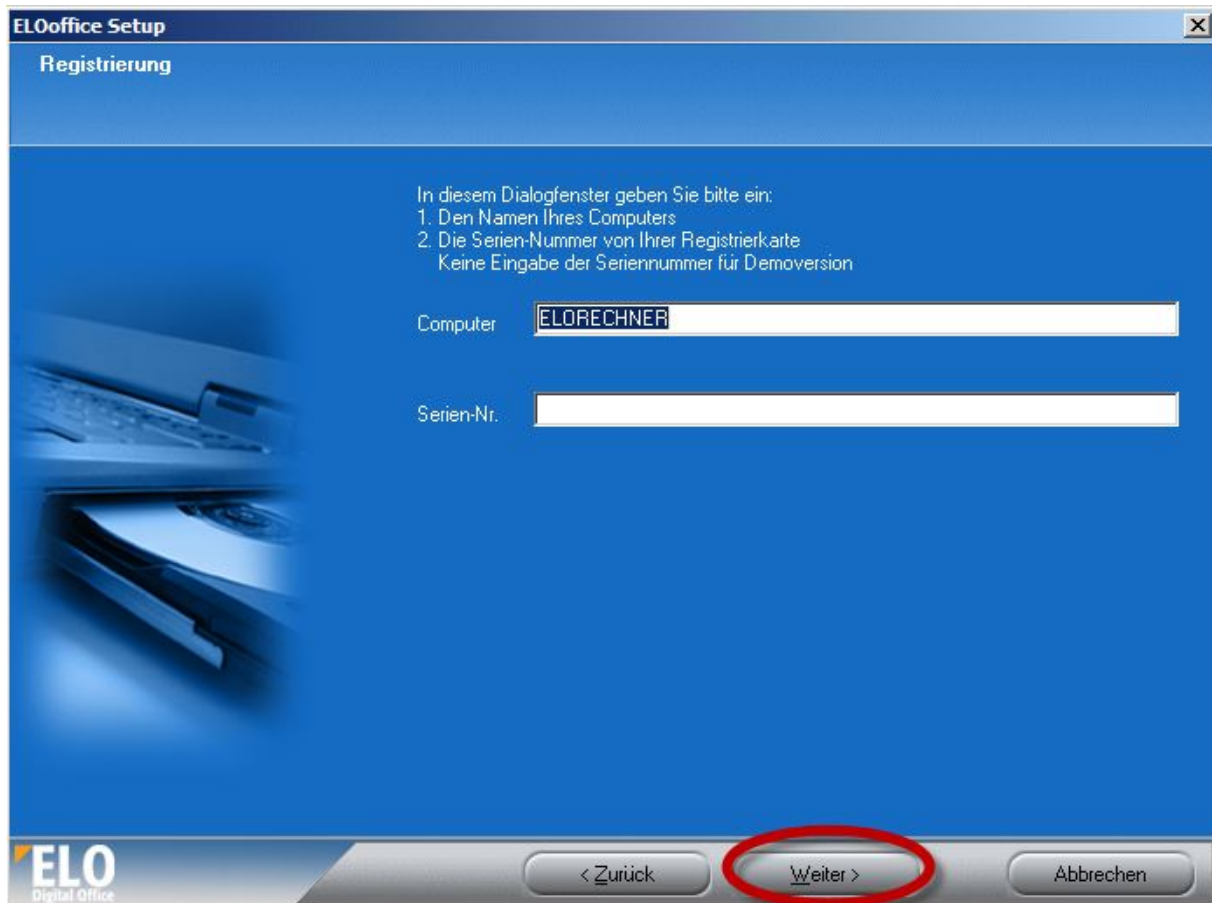 ELOoffice Setup
Registrierung
In diesem Dialogfenster geben Sie bitte ein:
1. Den Namen Ihres Computers
2. Die Serien-Nummer von Ihrer Registrierkarte
Keine Eingabe der Seriennummer für Demoversion
Computer ELORECHNER
Serien-Nr.
ELO
Digital Office
< Zurück Weiter > Abbrechen